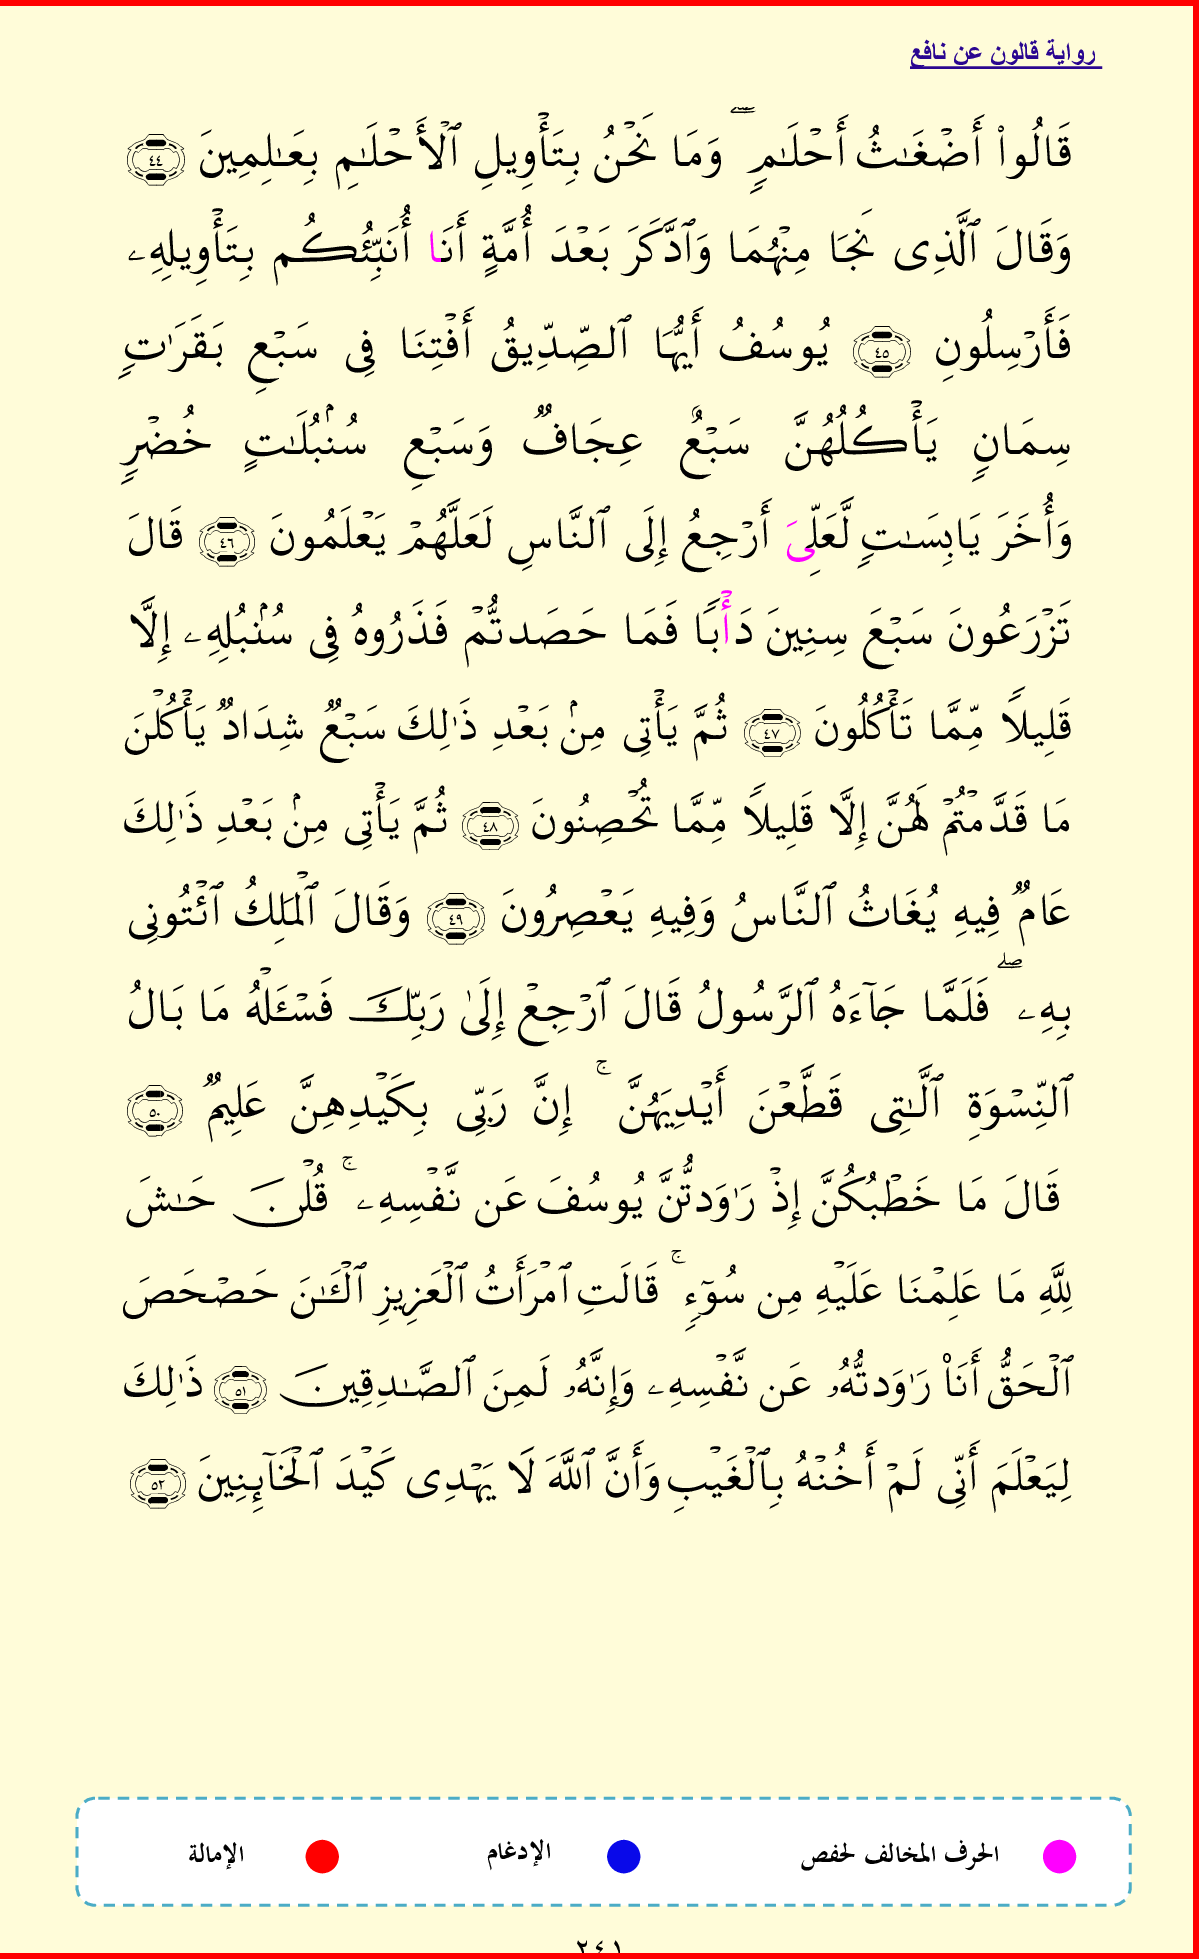 رواية قالون عن نافع
قَالُوا۟ أَضْغَـٰثُ أَحْلَـٰمٍۢ ۖ وَمَا نَحْنُ بِتَأْوِيلِ ٱلْأَحْلَـٰمِ بِعَـٰلِمِينَ ٤٤
وَقَالَ ٱلَّذِى نَجَا مِنْهُمَا وَٱدَّكَرَ بَعْدَ أُمَّةٍ أَنَا أُنَبِّئُكُم بِتَأْوِيلِهِۦ
فَأَرْسِلُونِ ٤٥ يُوسُفُ أَيُّهَا ٱلصِّدِّيقُ أَفْتِنَا فِى سَبْعِ بَقَرَٰتٍ
سِمَانٍ يَأْكُلُهُنَّ سَبْعٌ عِجَافٌ وَسَبْعِ سُنۢبُلَـٰتٍ خُضْرٍ
وَأُخَرَ يَابِسَـٰتٍ لَّعَلِّىَ أَرْجِعُ إِلَى ٱلنَّاسِ لَعَلَّهُمْ يَعْلَمُونَ ٤٦ قَالَ
تَزْرَعُونَ سَبْعَ سِنِينَ دَأْبًا فَمَا حَصَدتُّمْ فَذَرُوهُ فِى سُنۢبُلِهِۦ إِلَّا
قَلِيلًا مِّمَّا تَأْكُلُونَ ٤٧ ثُمَّ يَأْتِى مِنۢ بَعْدِ ذَٰلِكَ سَبْعٌ شِدَادٌ يَأْكُلْنَ
مَا قَدَّمْتُمْ لَهُنَّ إِلَّا قَلِيلًا مِّمَّا تُحْصِنُونَ ٤٨ ثُمَّ يَأْتِى مِنۢ بَعْدِ ذَٰلِكَ
عَامٌ فِيهِ يُغَاثُ ٱلنَّاسُ وَفِيهِ يَعْصِرُونَ ٤٩ وَقَالَ ٱلْمَلِكُ ٱئْتُونِى
بِهِۦ ۖ فَلَمَّا جَآءَهُ ٱلرَّسُولُ قَالَ ٱرْجِعْ إِلَىٰ رَبِّكَ فَسْـَٔلْهُ مَا بَالُ
ٱلنِّسْوَةِ ٱلَّـٰتِى قَطَّعْنَ أَيْدِيَهُنَّ ۚ إِنَّ رَبِّى بِكَيْدِهِنَّ عَلِيمٌ ٥٠
قَالَ مَا خَطْبُكُنَّ إِذْ رَٰوَدتُّنَّ يُوسُفَ عَن نَّفْسِهِۦ ۚ قُلْنَ حَـٰشَ
لِلَّهِ مَا عَلِمْنَا عَلَيْهِ مِن سُوٓءٍ ۚ قَالَتِ ٱمْرَأَتُ ٱلْعَزِيزِ ٱلْـَٔـٰنَ حَصْحَصَ
ٱلْحَقُّ أَنَا۠ رَٰوَدتُّهُۥ عَن نَّفْسِهِۦ وَإِنَّهُۥ لَمِنَ ٱلصَّـٰدِقِينَ ٥١ ذَٰلِكَ
لِيَعْلَمَ أَنِّى لَمْ أَخُنْهُ بِٱلْغَيْبِ وَأَنَّ ٱللَّهَ لَا يَهْدِى كَيْدَ ٱلْخَآئِنِينَ ٥٢
الحرف المخالف لحفص الإدغام الإمالة
٢٤١